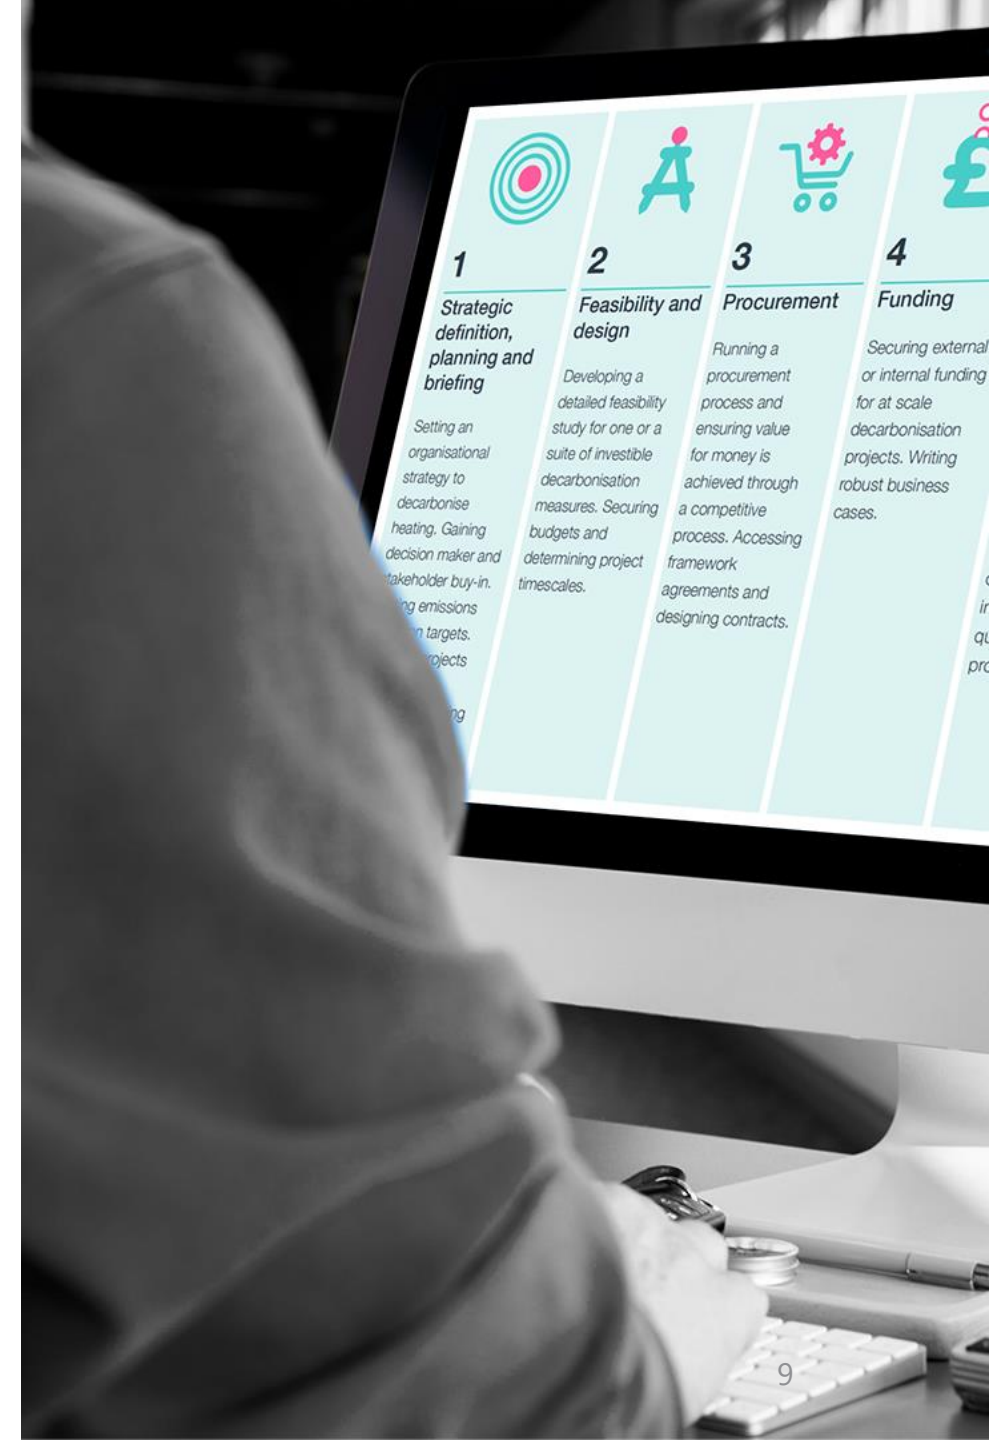 1
Strategic
definition,
planning and
briefing
Setting an
organisational
strategy to
decarbonise
heating. Gaining
decision maker and
takeholder buy-in.
emissions
targets.
2
Feasibility and
design
Developing a
detailed feasibility
study for one or a
suite of investible
decarbonisation
measures. Securing
budgets and
determining project
timescales.
3
Procurement
Running a
procurement
process and
ensuring value
for money is
achieved through
a competitive
process. Accessing
framework
agreements and
designing contracts.
4
Funding
Securing external
or internal funding
for at scale
decarbonisation
projects. Writing
robust business
cases.
9